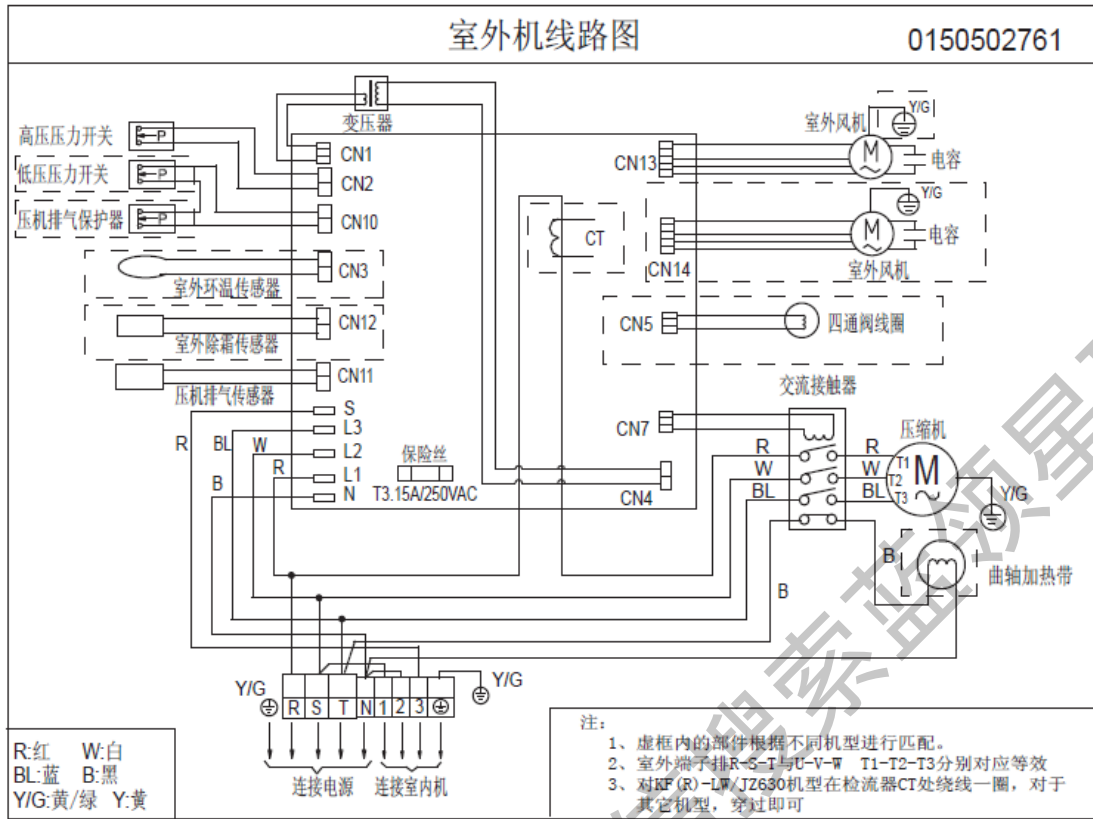 室外机线路图 0150502761
变压器
高压压力开关
低压压力开关
压机排气保护器
室外环温传感器
室外除霜传感器
压机排气传感器
P
P
P
CN1
CN2
CN10
CN3
CN12
CN11
S
L3
L2
L1
N
R BL W
R
B
保险丝
T3.15A/250VAC
CT
CN13
室外风机
Y/G
M
电容
CN14
Y/G
M
电容
室外风机
CN5
四通阀线圈
交流接触器
CN7
CN4
压缩机
R R
W W
BL BL
T1
T2
T3
M
Y/G
B
B
曲轴加热带
Y/G
R S T N 1 2 3
Y/G
连接电源 连接室内机
R:红 W:白
BL:蓝 B:黑
Y/G:黄/绿 Y:黄
注:
1、虚框内的部件根据不同机型进行匹配。
2、室外端子排R-S-T与U-V-W T1-T2-T3分别对应等效
3、对KF(R)-LW/JZ630机型在检流器CT处绕线一圈，对于
其它机型，穿过即可
信搜索蓝领星